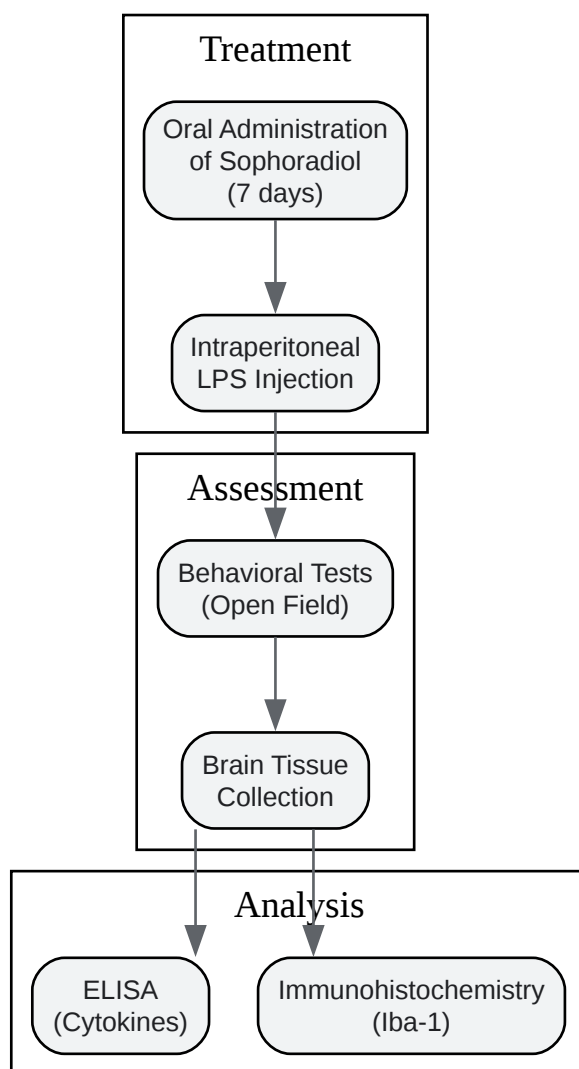 Treatment
Oral Administration
of Sophoradiol
(7 days)
Intraperitoneal
LPS Injection
Assessment
Behavioral Tests
(Open Field)
Brain Tissue
Collection
Analysis
ELISA
(Cytokines)
Immunohistochemistry
(Iba-1)